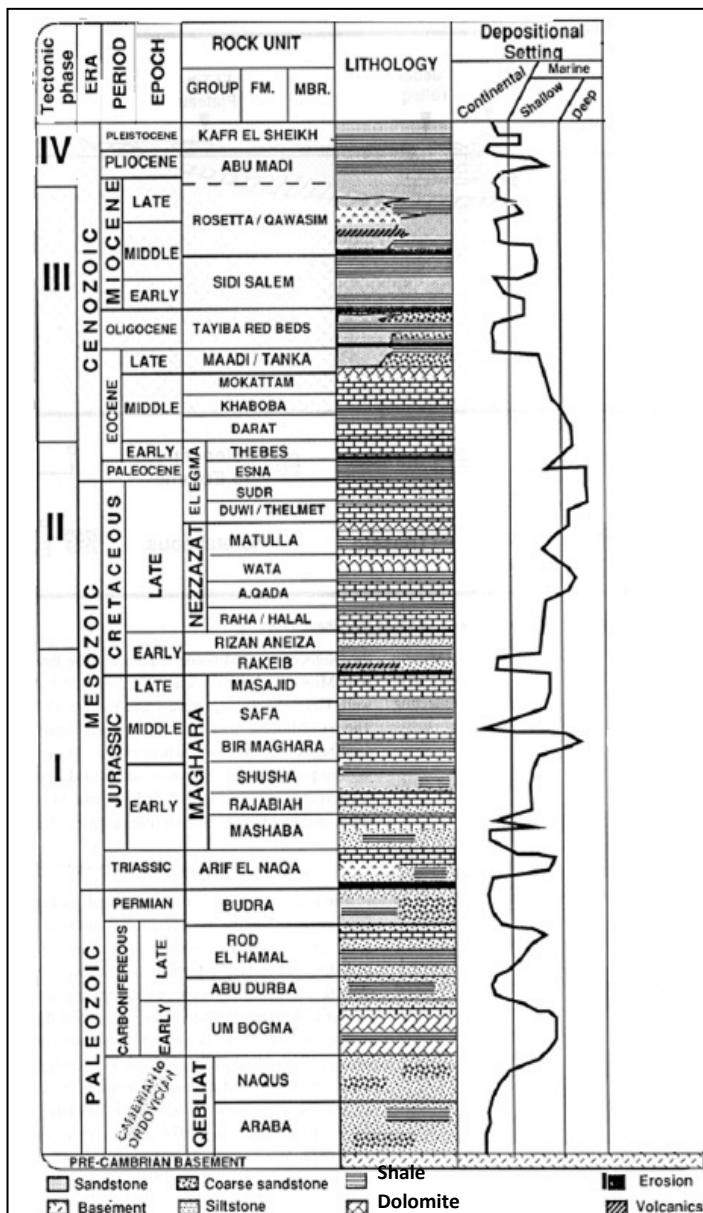 Tectonic phase
ERA
PERIOD
EPOCH
ROCK UNIT
GROUP FM. MBR.
LITHOLOGY
Depositional Setting
Continental
Marine
Shallow
Deep
IV
III
II
I
CENOZOIC
MESOZOIC
PALEOZOIC
PLEISTOCENE
PLIOCENE
MIOCENE
LATE
MIDDLE
EARLY
OLIGOCENE
EOCENE
LATE
MIDDLE
EARLY
PALEOCENE
CRETACEOUS
LATE
EARLY
JURASSIC
LATE
MIDDLE
EARLY
TRIASSIC
PERMIAN
CARBONIFEREOUS
LATE
EARLY
CAMBRIAN to
ORDOVICIAN
KAFR EL SHEIKH
ABU MADI
ROSETTA / QAWASIM
SIDI SALEM
TAYIBA RED BEDS
MAADI / TANKA
MOKATTAM
KHABOBA
DARAT
EL EGMA
THEBES
ESNA
SUDR
DUWI / THELMET
NEZZAZAT
MATULLA
WATA
A.QADA
RAHA / HALAL
RIZAN ANEIZA
RAKEIB
MAGHARA
MASAJID
SAFA
BIR MAGHARA
SHUSHA
RAJABIAH
MASHABA
ARIF EL NAQA
BUDRA
ROD
EL HAMAL
ABU DURBA
UM BOGMA
QEBLIAT
NAQUS
ARABA
PRE-CAMBRIAN BASEMENT
Sandstone Coarse sandstone Shale Erosion
Basement Siltstone Dolomite Volcanics